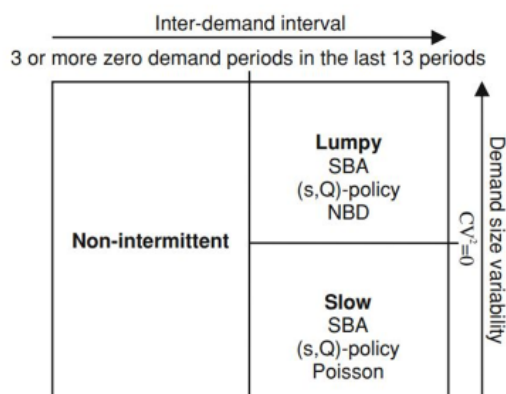 Inter-demand interval
3 or more zero demand periods in the last 13 periods
Lumpy
SBA
(s,Q)-policy
NBD
Non-intermittent
Slow
SBA
(s,Q)-policy
Poisson
CV²=0
Demand size variability